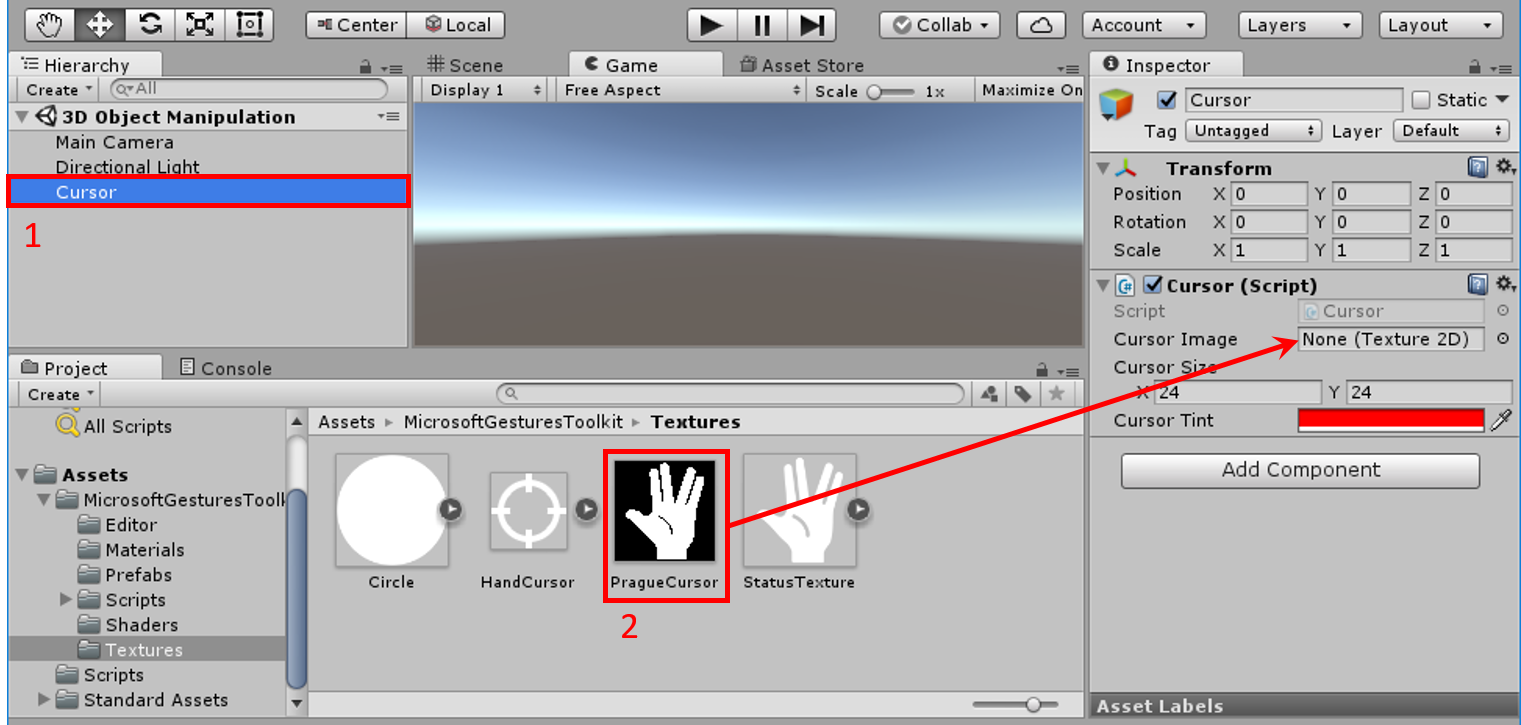 Center Local Collab Account Layers Layout
Hierarchy
Create All
3D Object Manipulation
Main Camera
Directional Light
Cursor
1
Scene Game Asset Store
Display 1 Free Aspect Scale 1x Maximize On
Inspector
Cursor Static
Tag Untagged Layer Default
Transform
Position X 0 Y 0 Z 0
Rotation X 0 Y 0 Z 0
Scale X 1 Y 1 Z 1
Cursor (Script)
Script Cursor
Cursor Image None (Texture 2D)
Cursor Size
X 24 Y 24
Cursor Tint
Add Component
Asset Labels
Project Console
Create
All Scripts
Assets
MicrosoftGesturesToolk
Editor
Materials
Prefabs
Scripts
Shaders
Textures
Scripts
Standard Assets
Assets MicrosoftGesturesToolkit Textures
Circle HandCursor PragueCursor StatusTexture
2